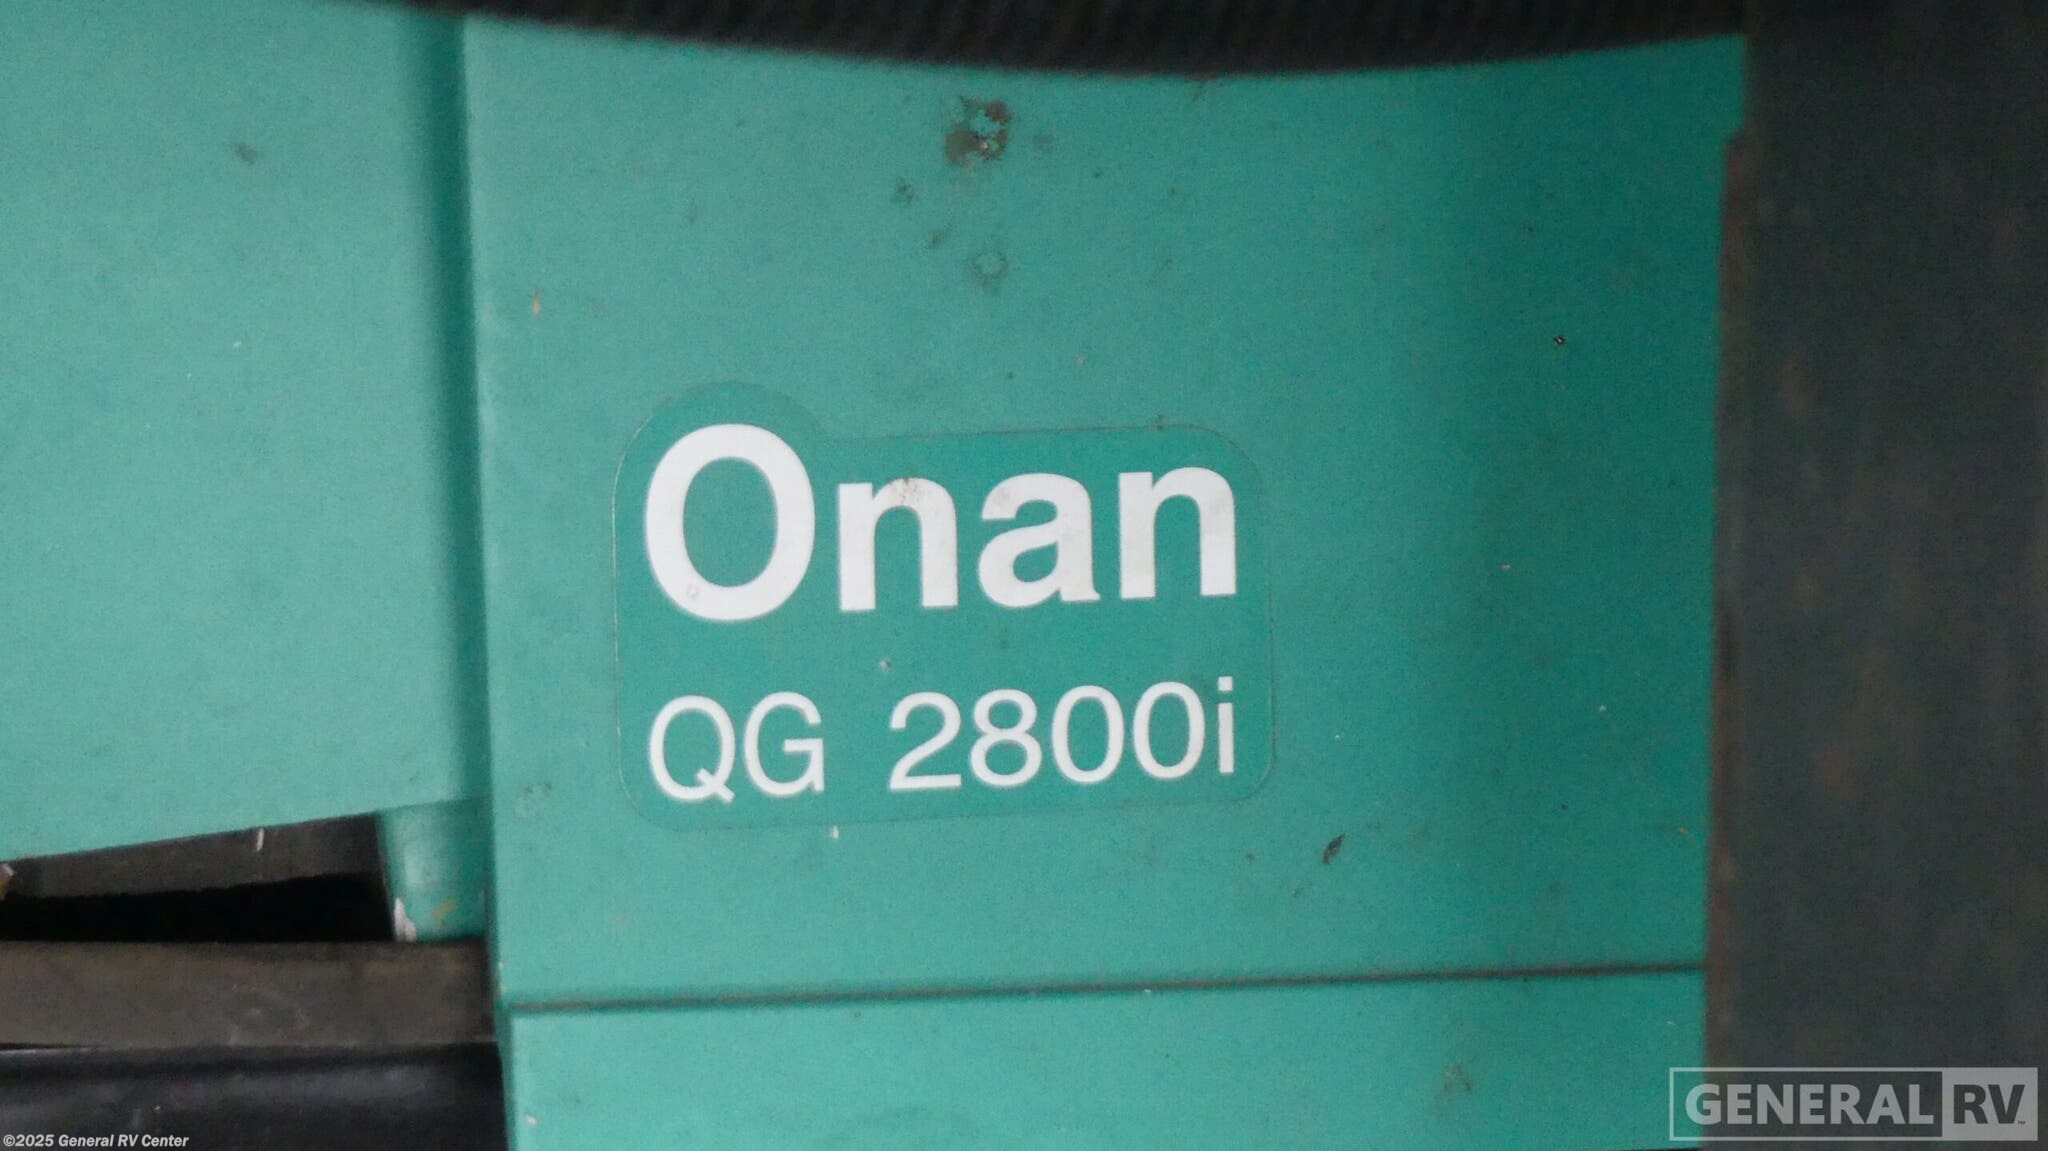 Onan
QG 2800i
GENERAL RV
©2025 General RV Center